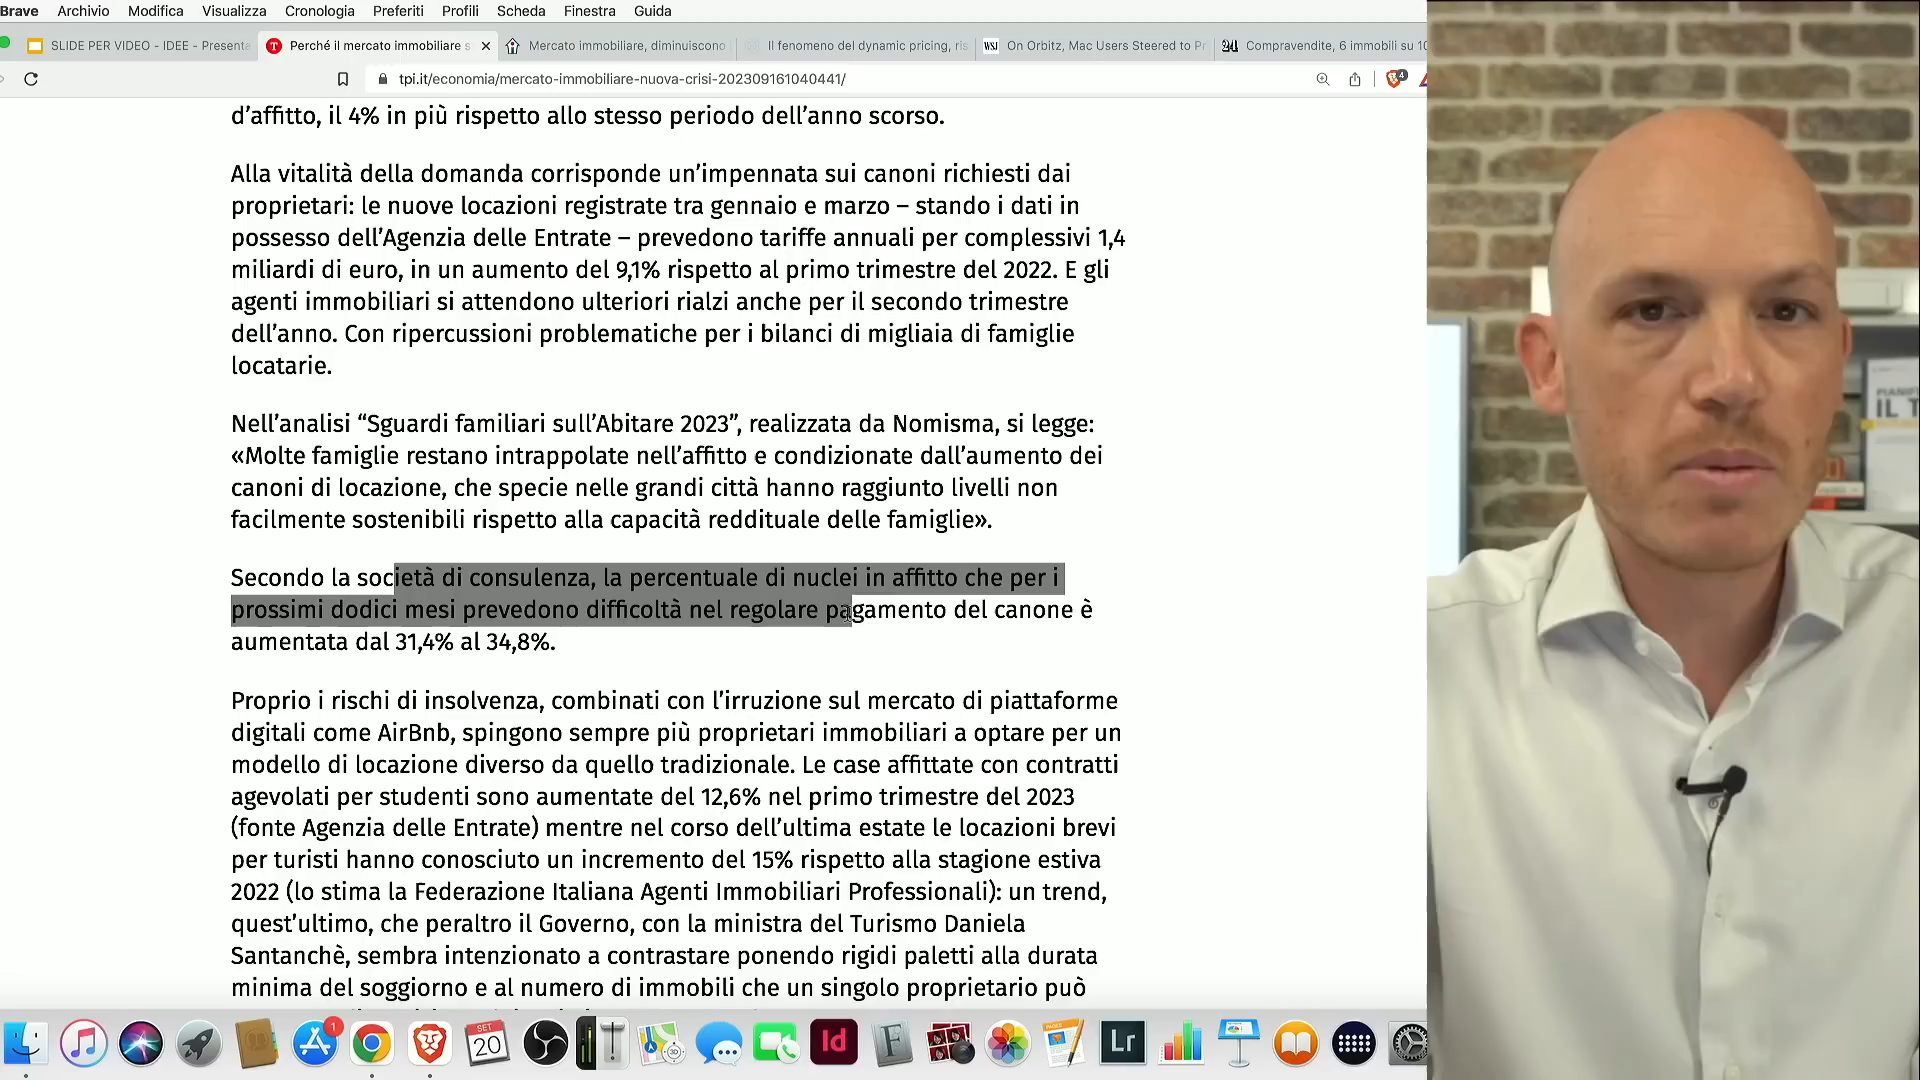 Brave Archivio Modifica Visualizza Cronologia Preferiti Profili Scheda Finestra Guida
SLIDE PER VIDEO - IDEE - Presenta
Perché il mercato immobiliare s
Mercato immobiliare, diminuiscono
Il fenomeno del dynamic pricing, ris
WSJ On Orbitz, Mac Users Steered to Pr
24 Compravendite, 6 immobili su 10
tpi.it/economia/mercato-immobiliare-nuova-crisi-202309161040441/
4
d’affitto, il 4% in più rispetto allo stesso periodo dell’anno scorso.
Alla vitalità della domanda corrisponde un’impennata sui canoni richiesti dai
proprietari: le nuove locazioni registrate tra gennaio e marzo – stando i dati in
possesso dell’Agenzia delle Entrate – prevedono tariffe annuali per complessivi 1,4
miliardi di euro, in un aumento del 9,1% rispetto al primo trimestre del 2022. E gli
agenti immobiliari si attendono ulteriori rialzi anche per il secondo trimestre
dell’anno. Con ripercussioni problematiche per i bilanci di migliaia di famiglie
locatarie.
Nell’analisi “Sguardi familiari sull’Abitare 2023”, realizzata da Nomisma, si legge:
«Molte famiglie restano intrappolate nell’affitto e condizionate dall’aumento dei
canoni di locazione, che specie nelle grandi città hanno raggiunto livelli non
facilmente sostenibili rispetto alla capacità reddituale delle famiglie».
Secondo la società di consulenza, la percentuale di nuclei in affitto che per i
prossimi dodici mesi prevedono difficoltà nel regolare pagamento del canone è
aumentata dal 31,4% al 34,8%.
Proprio i rischi di insolvenza, combinati con l’irruzione sul mercato di piattaforme
digitali come AirBnb, spingono sempre più proprietari immobiliari a optare per un
modello di locazione diverso da quello tradizionale. Le case affittate con contratti
agevolati per studenti sono aumentate del 12,6% nel primo trimestre del 2023
(fonte Agenzia delle Entrate) mentre nel corso dell’ultima estate le locazioni brevi
per turisti hanno conosciuto un incremento del 15% rispetto alla stagione estiva
2022 (lo stima la Federazione Italiana Agenti Immobiliari Professionali): un trend,
quest’ultimo, che peraltro il Governo, con la ministra del Turismo Daniela
Santanchè, sembra intenzionato a contrastare ponendo rigidi paletti alla durata
minima del soggiorno e al numero di immobili che un singolo proprietario può
1
SET
20
3D
Id
F
PAGES
Lr
IL T